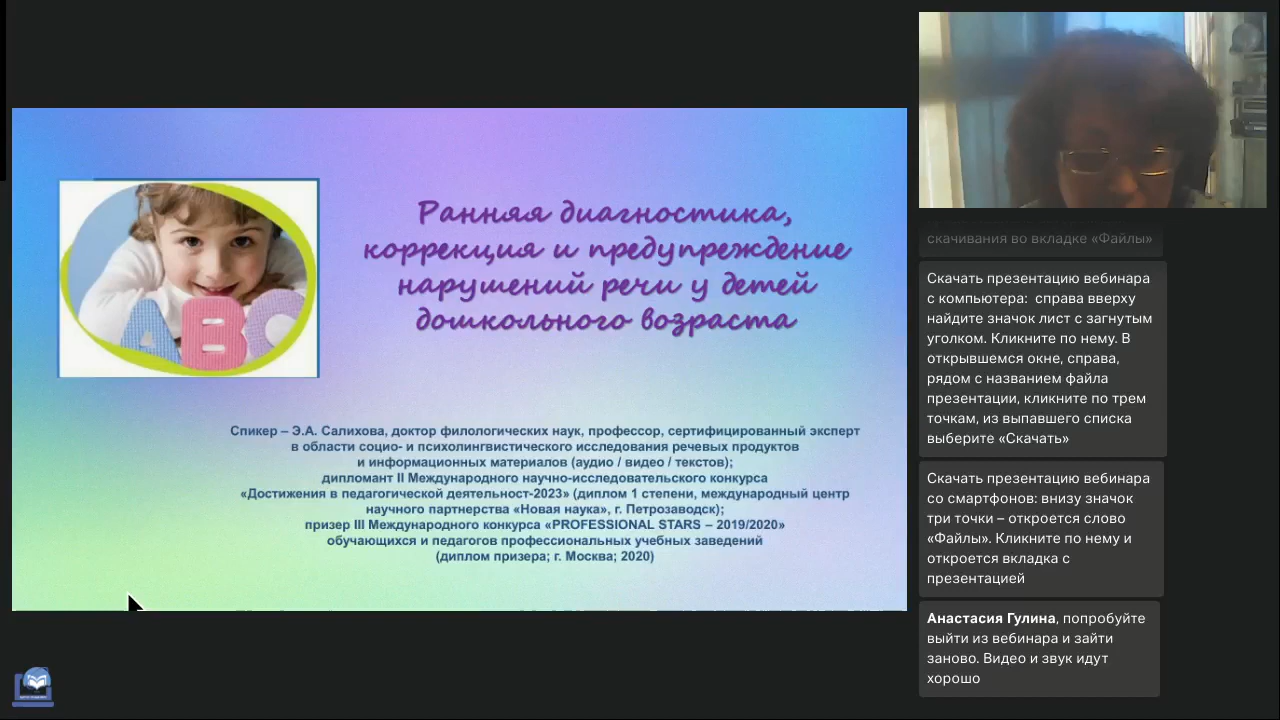 Ранняя диагностика,
коррекция и предупреждение
нарушений речи у детей
дошкольного возраста
Спикер – Э.А. Салихова, доктор филологических наук, профессор, сертифицированный эксперт
в области социо- и психолингвистического исследования речевых продуктов
и информационных материалов (аудио / видео / текстов);
дипломант II Международного научно-исследовательского конкурса
«Достижения в педагогической деятельност-2023» (диплом 1 степени, международный центр
научного партнерства «Новая наука», г. Петрозаводск);
призер III Международного конкурса «PROFESSIONAL STARS – 2019/2020»
обучающихся и педагогов профессиональных учебных заведений
(диплом призера; г. Москва; 2020)
ABC
скачивания во вкладке «Файлы»
Скачать презентацию вебинара
с компьютера: справа вверху
найдите значок лист с загнутым
уголком. Кликните по нему. В
открывшемся окне, справа,
рядом с названием файла
презентации, кликните по трем
точкам, из выпавшего списка
выберите «Скачать»
Скачать презентацию вебинара
со смартфонов: внизу значок
три точки – откроется слово
«Файлы». Кликните по нему и
откроется вкладка с
презентацией
Анастасия Гулина, попробуйте
выйти из вебинара и зайти
заново. Видео и звук идут
хорошо